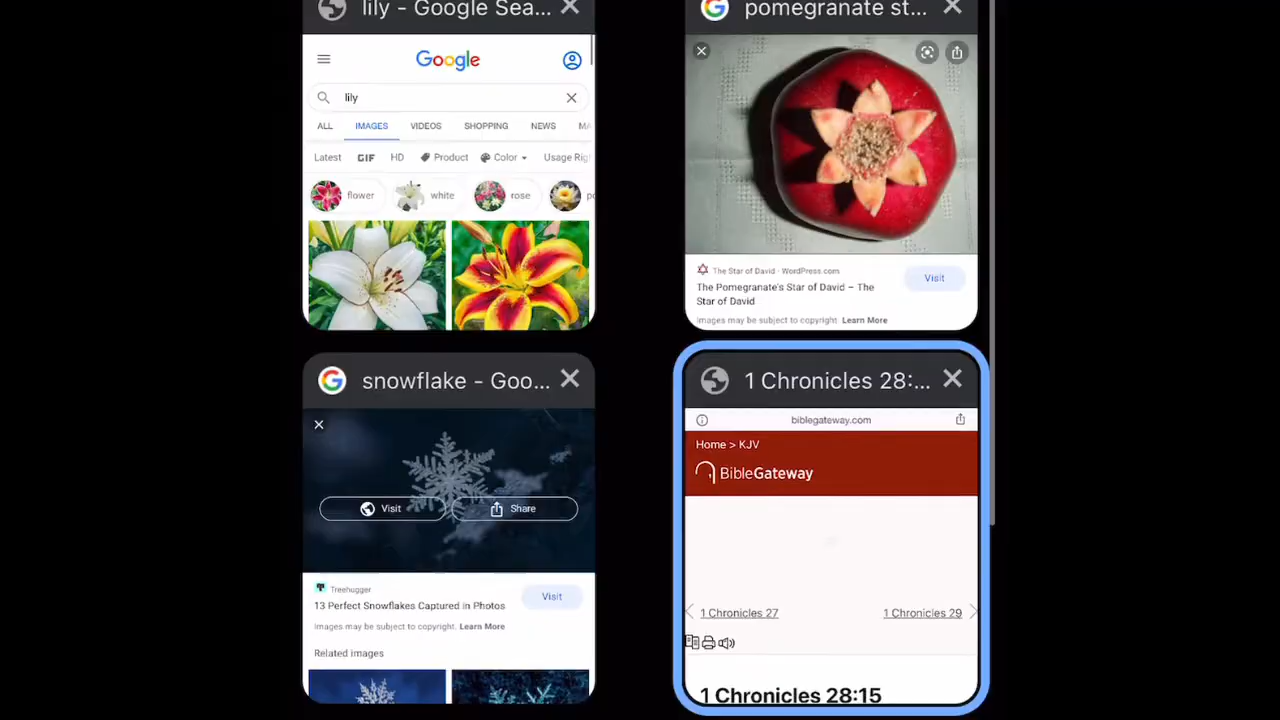 lily - Google Sea...
Google
lily
ALL IMAGES VIDEOS SHOPPING NEWS MA
Latest GIF HD Product Color Usage Rig
flower white rose
pomegranate st...
The Star of David · WordPress.com
The Pomegranate's Star of David – The
Star of David
Visit
Images may be subject to copyright. Learn More
snowflake - Goo...
Visit Share
Treehugger
13 Perfect Snowflakes Captured in Photos
Visit
Images may be subject to copyright. Learn More
Related images
1 Chronicles 28:...
biblegateway.com
Home > KJV
BibleGateway
1 Chronicles 27 1 Chronicles 29
1 Chronicles 28:15